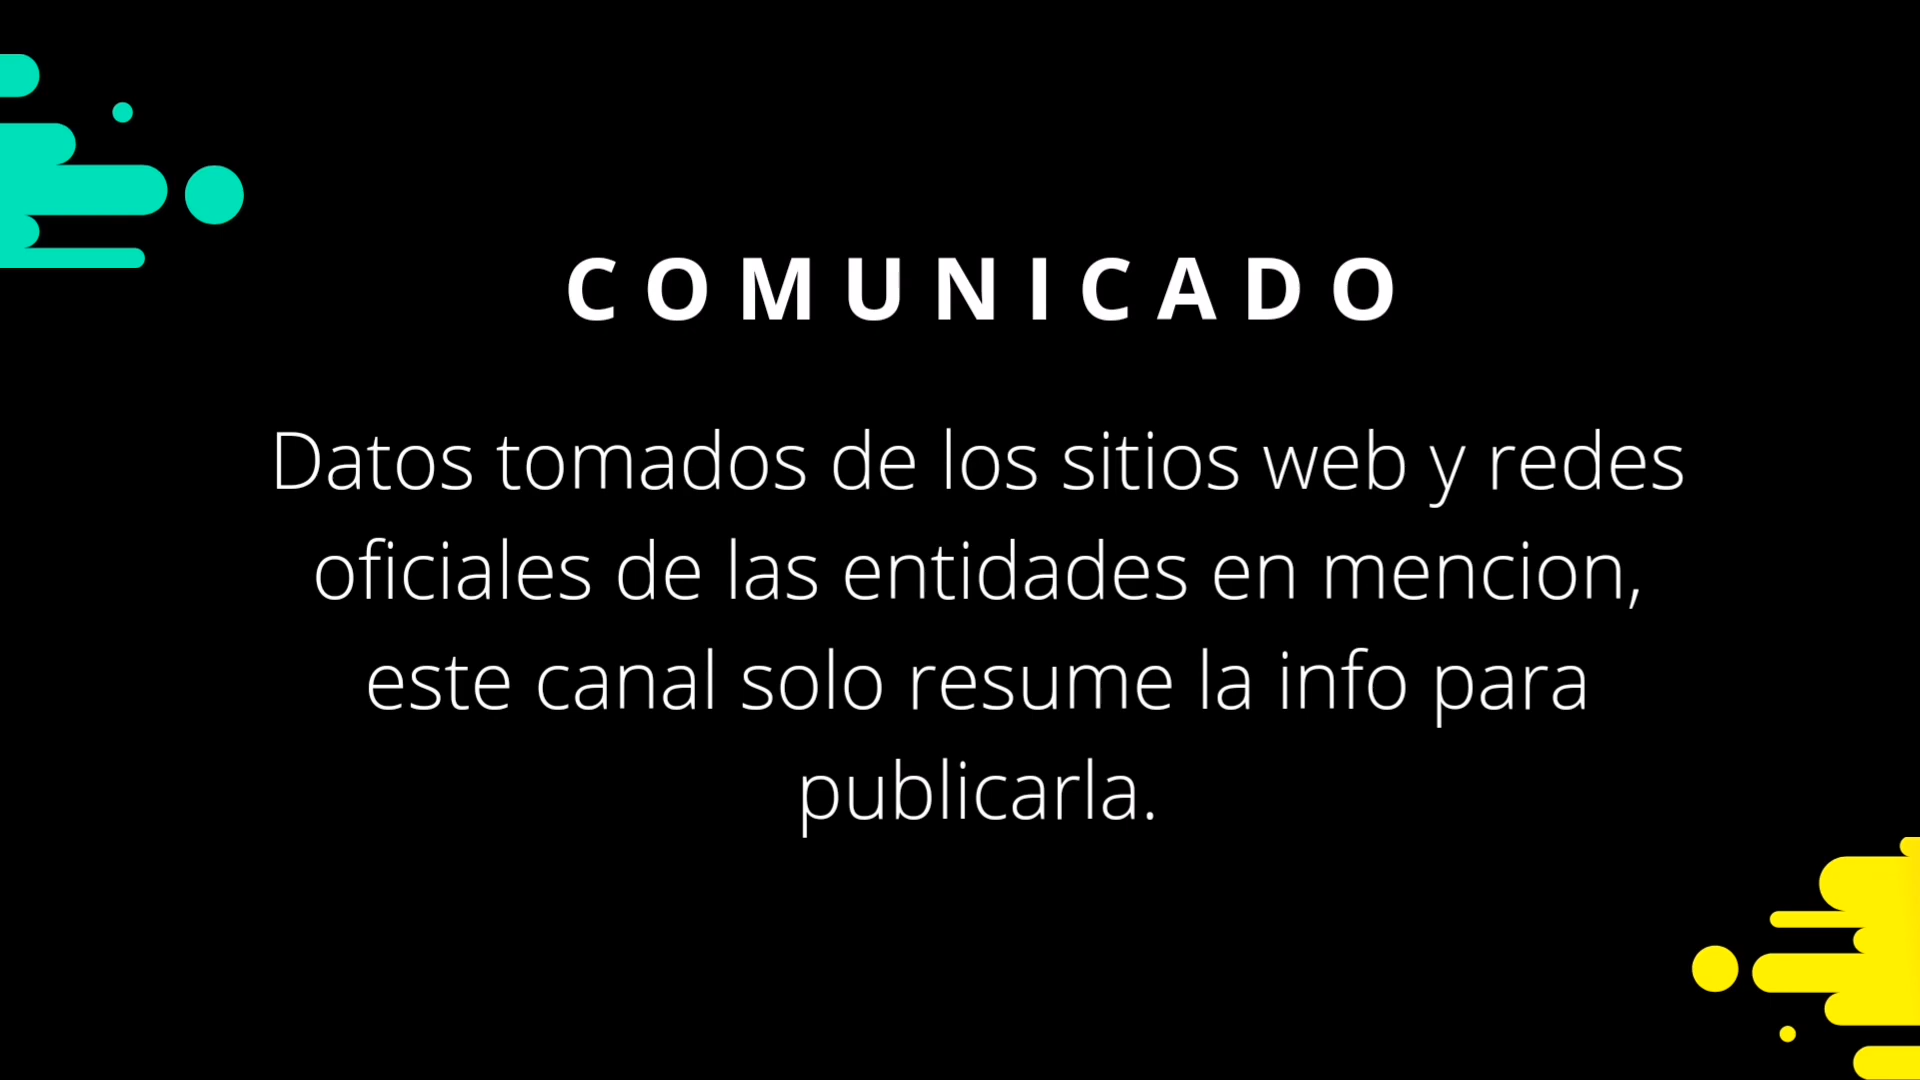 COMUNICADO
Datos tomados de los sitios web y redes
oficiales de las entidades en mencion,
este canal solo resume la info para
publicarla.